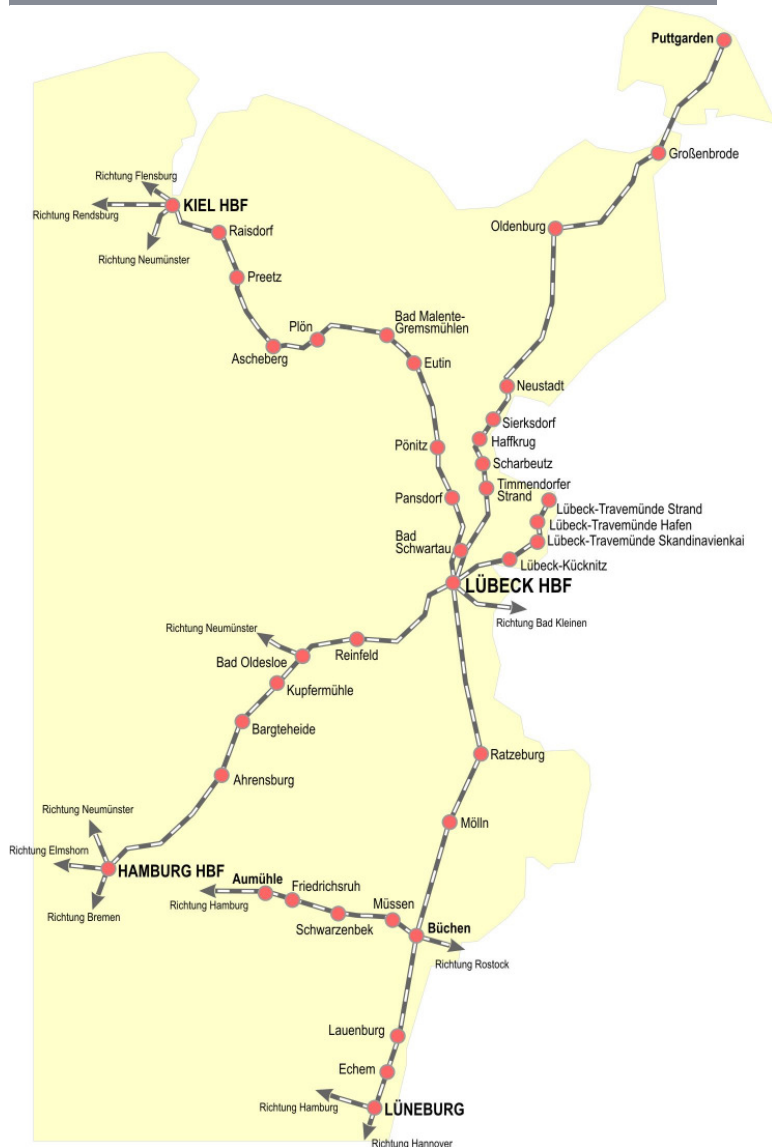 Puttgarden
Großenbrode
Richtung Flensburg
Richtung Rendsburg
KIEL HBF
Oldenburg
Raisdorf
Richtung Neumünster
Preetz
Bad Malente-
Gremsmühlen
Plön
Ascheberg
Eutin
Neustadt
Sierksdorf
Haffkrug
Pönitz
Scharbeutz
Timmendorfer
Strand
Pansdorf
Lübeck-Travemünde Strand
Lübeck-Travemünde Hafen
Lübeck-Travemünde Skandinavienkai
Bad
Schwartau
Lübeck-Kücknitz
LÜBECK HBF
Richtung Bad Kleinen
Richtung Neumünster
Reinfeld
Bad Oldesloe
Kupfermühle
Bargteheide
Ratzeburg
Ahrensburg
Richtung Neumünster
Mölln
Richtung Elmshorn
HAMBURG HBF
Aumühle
Friedrichsruh
Richtung Hamburg
Richtung Bremen
Müssen
Schwarzenbek
Büchen
Richtung Rostock
Lauenburg
Echem
Richtung Hamburg
LÜNEBURG
Richtung Hannover